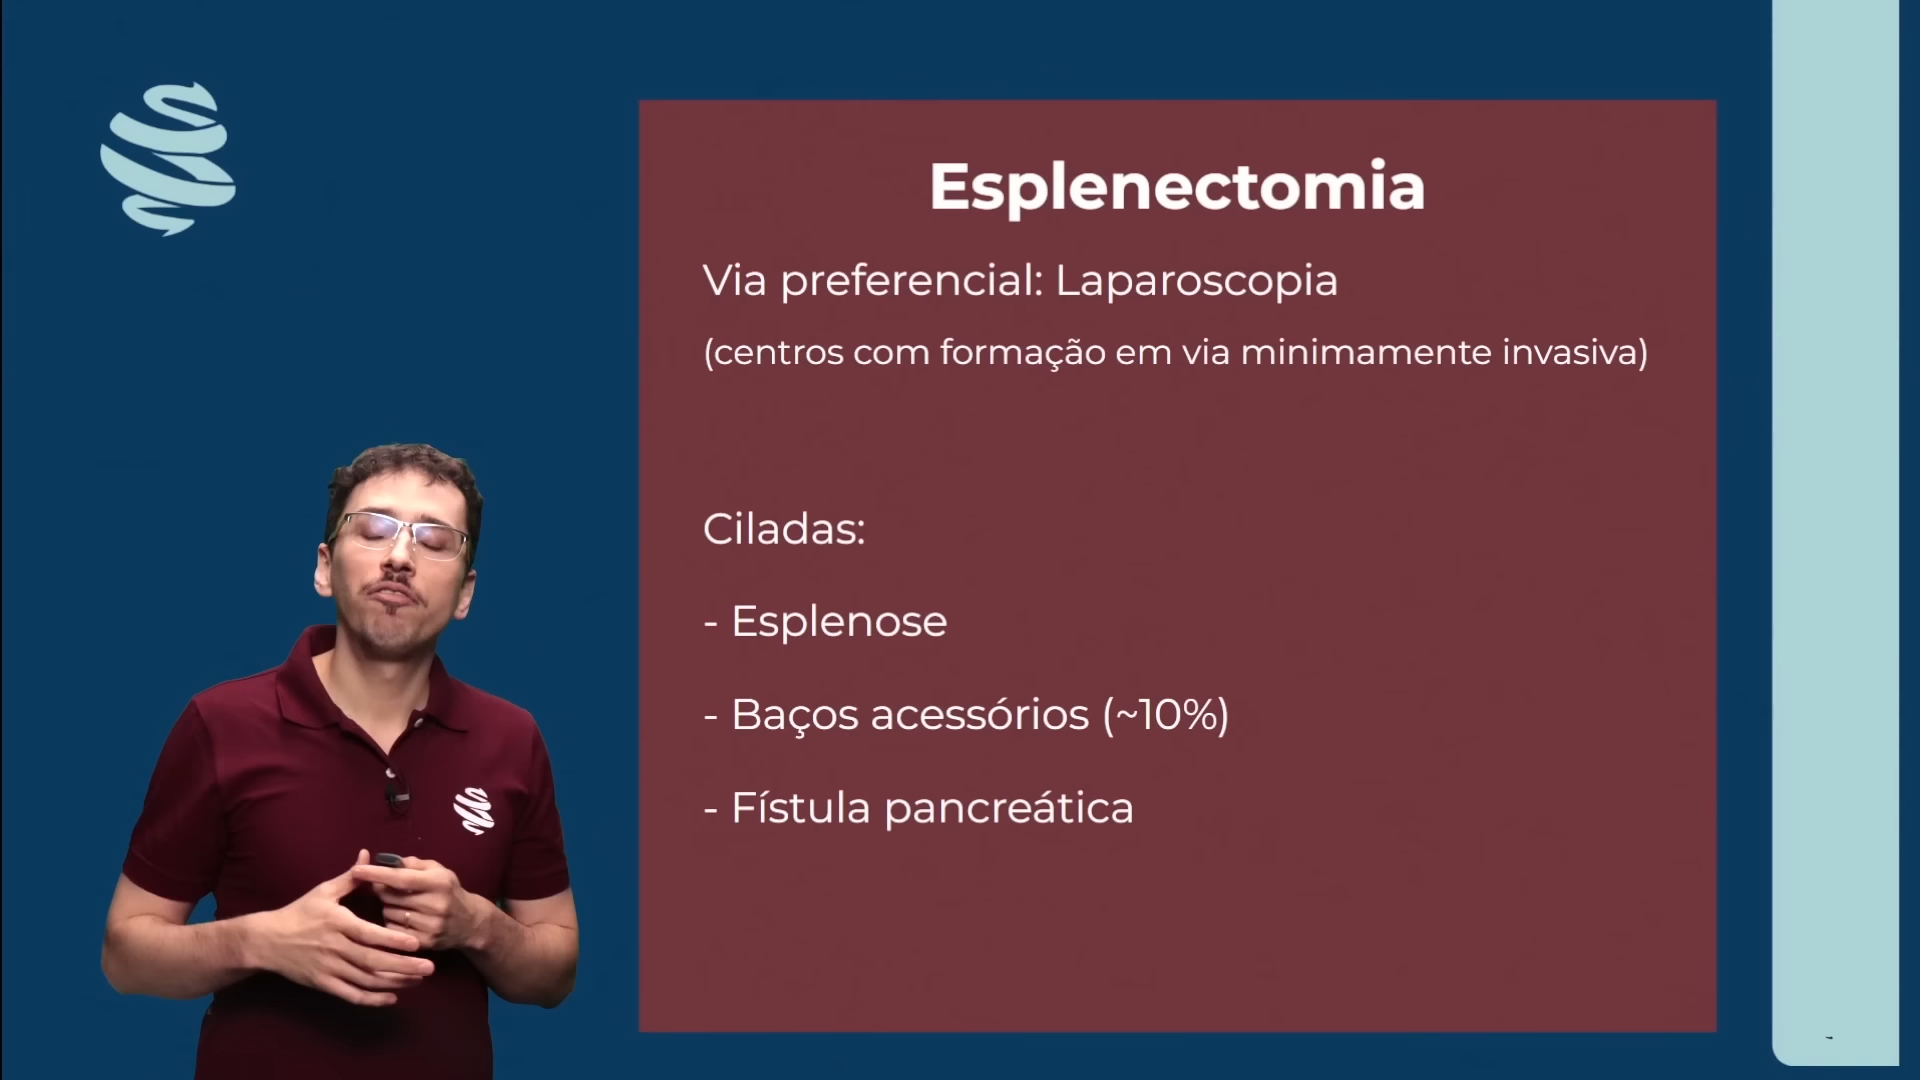 Esplenectomia
Via preferencial: Laparoscopia
(centros com formação em via minimamente invasiva)
Ciladas:
- Esplenose
- Baços acessórios (~10%)
- Fístula pancreática